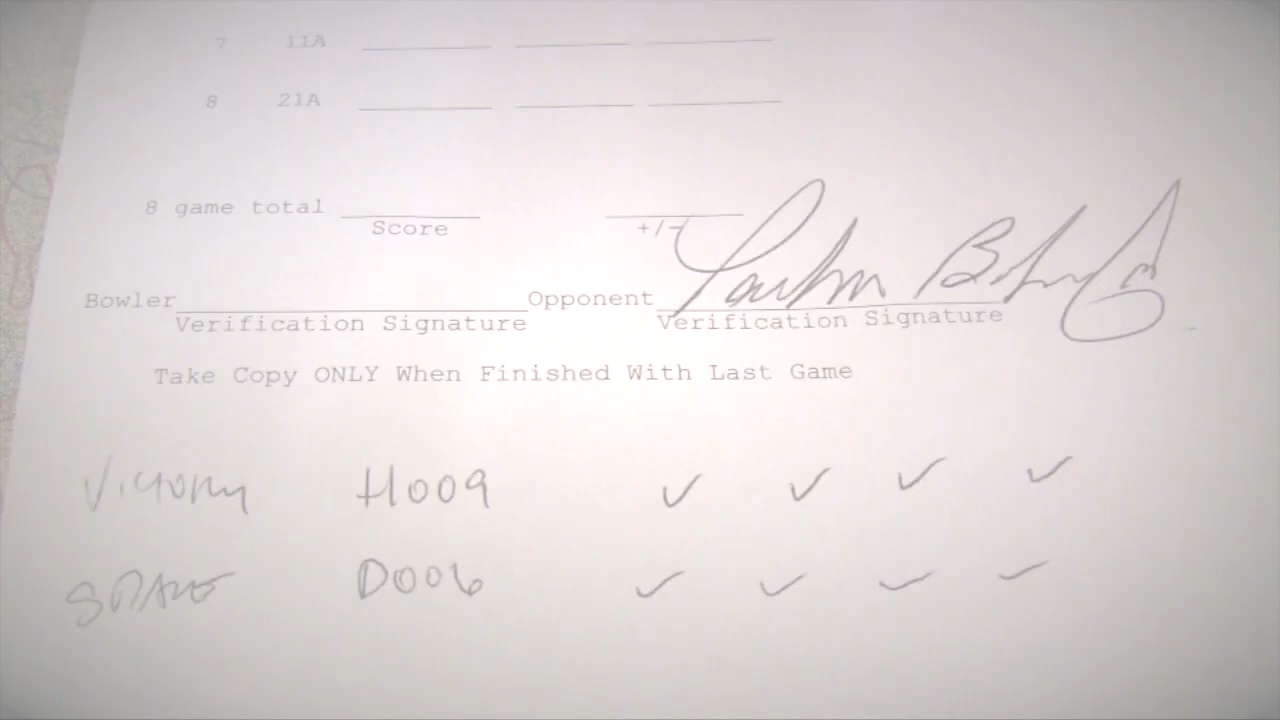 7 11A
8 21A
8 game total
Score +/-
Bowler Opponent
Verification Signature Verification Signature
Take Copy ONLY When Finished With Last Game
Victory H009 ✓ ✓ ✓ ✓
D006 ✓ ✓ ✓ ✓